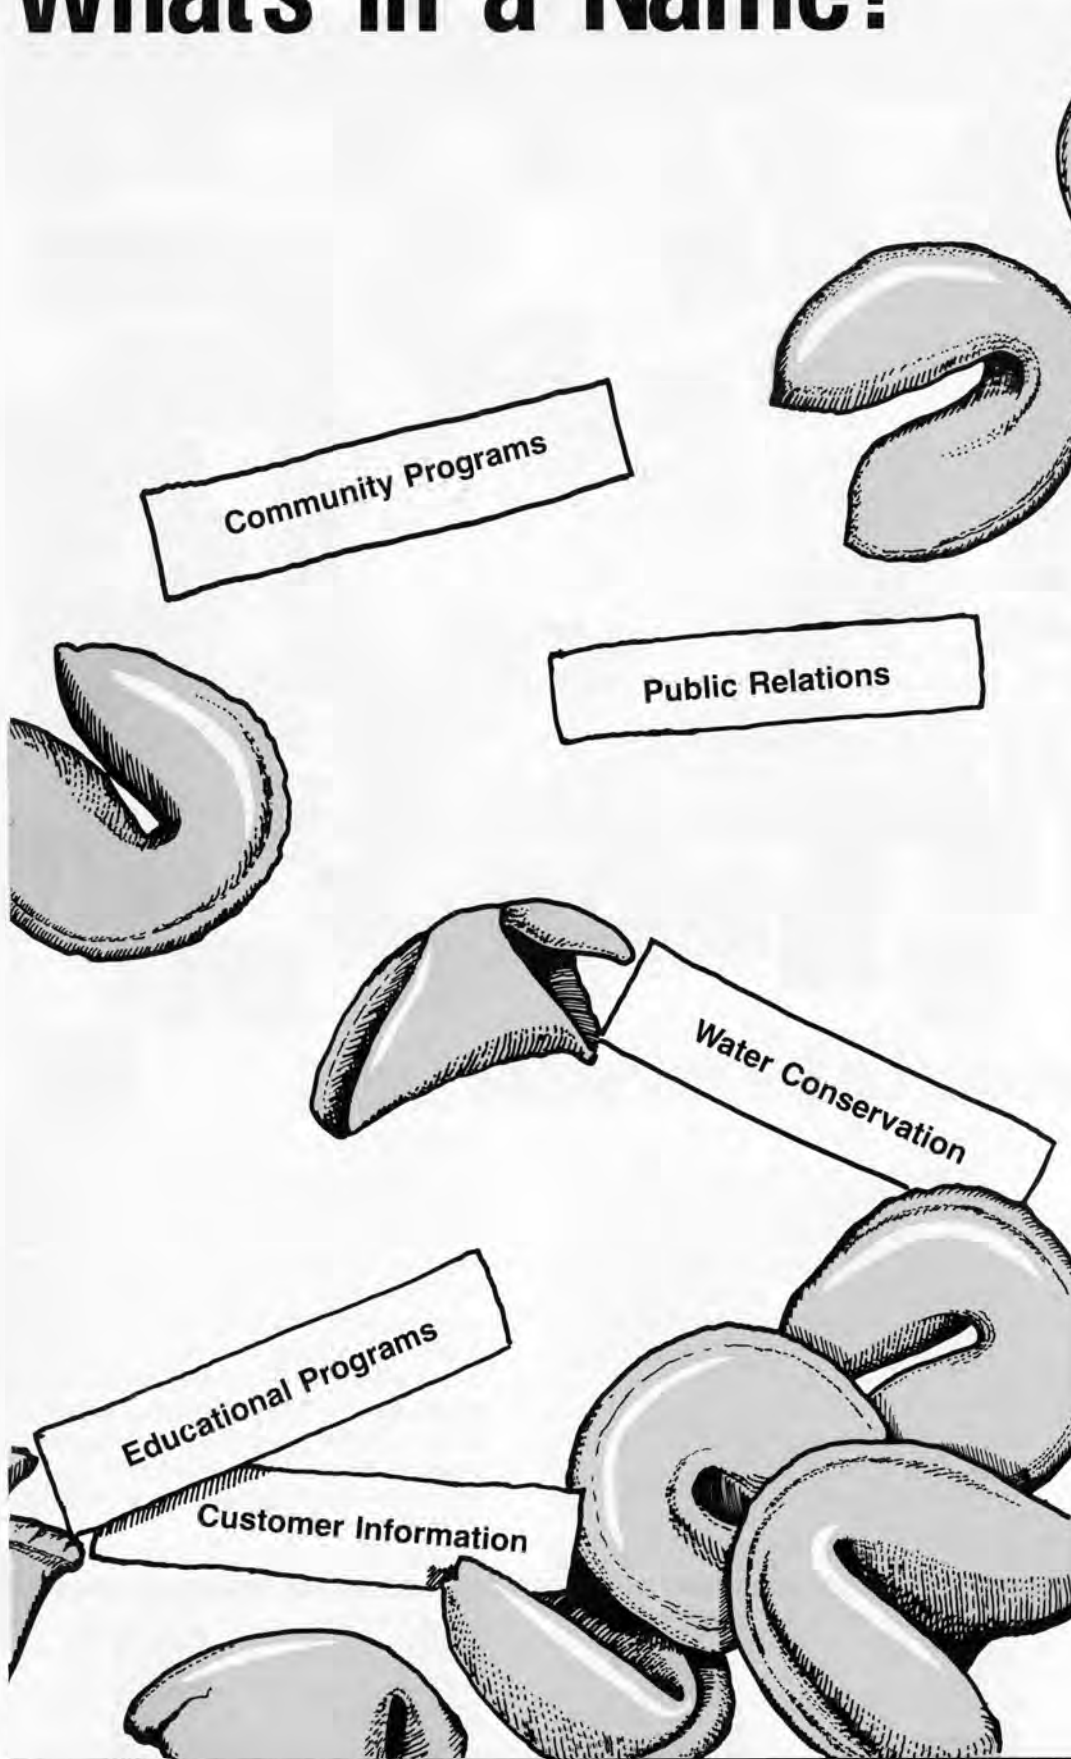 What's in a Name?
Community Programs
Public Relations
Water Conservation
Educational Programs
Customer Information